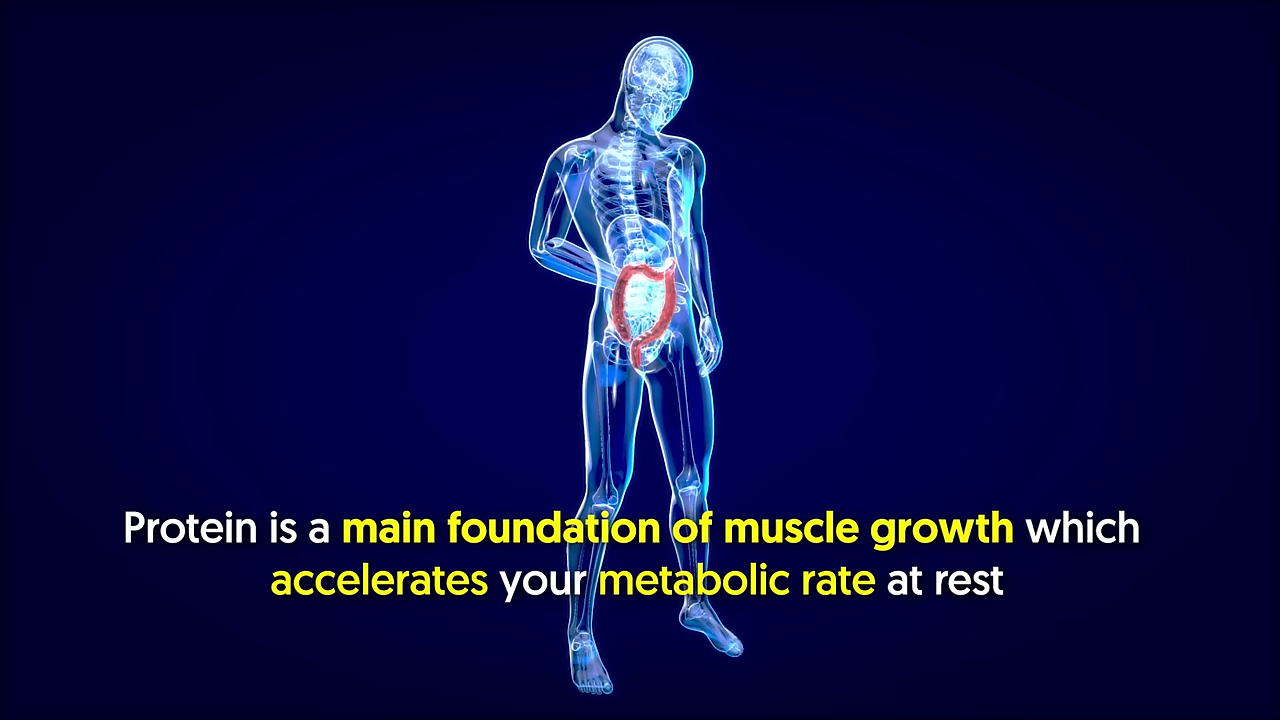 Protein is a main foundation of muscle growth which
accelerates your metabolic rate at rest